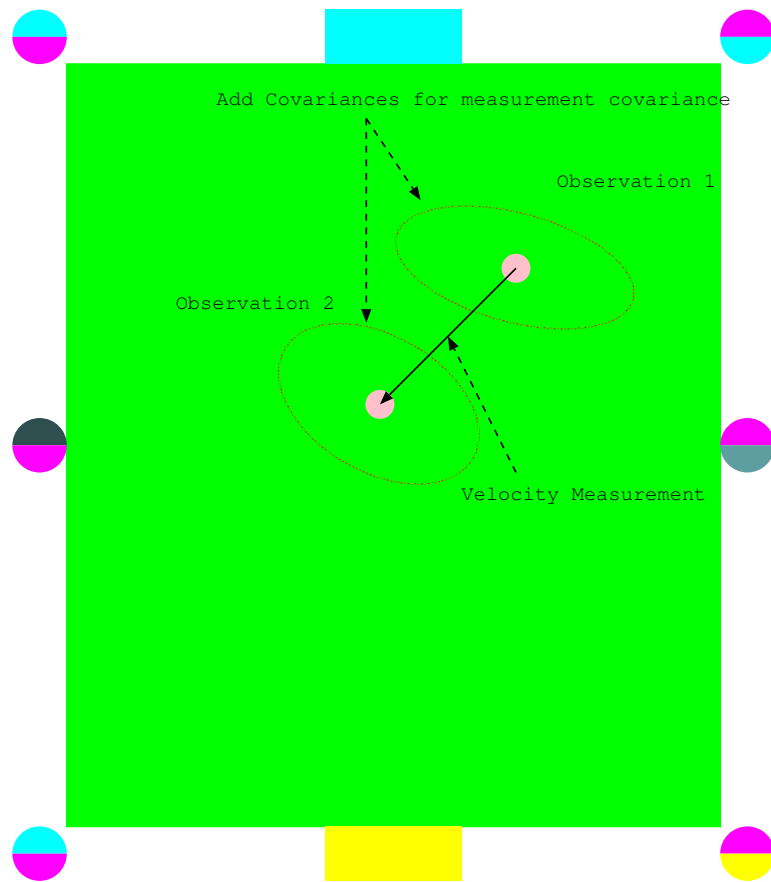 Add Covariances for measurement covariance
Observation 1
Observation 2
Velocity Measurement